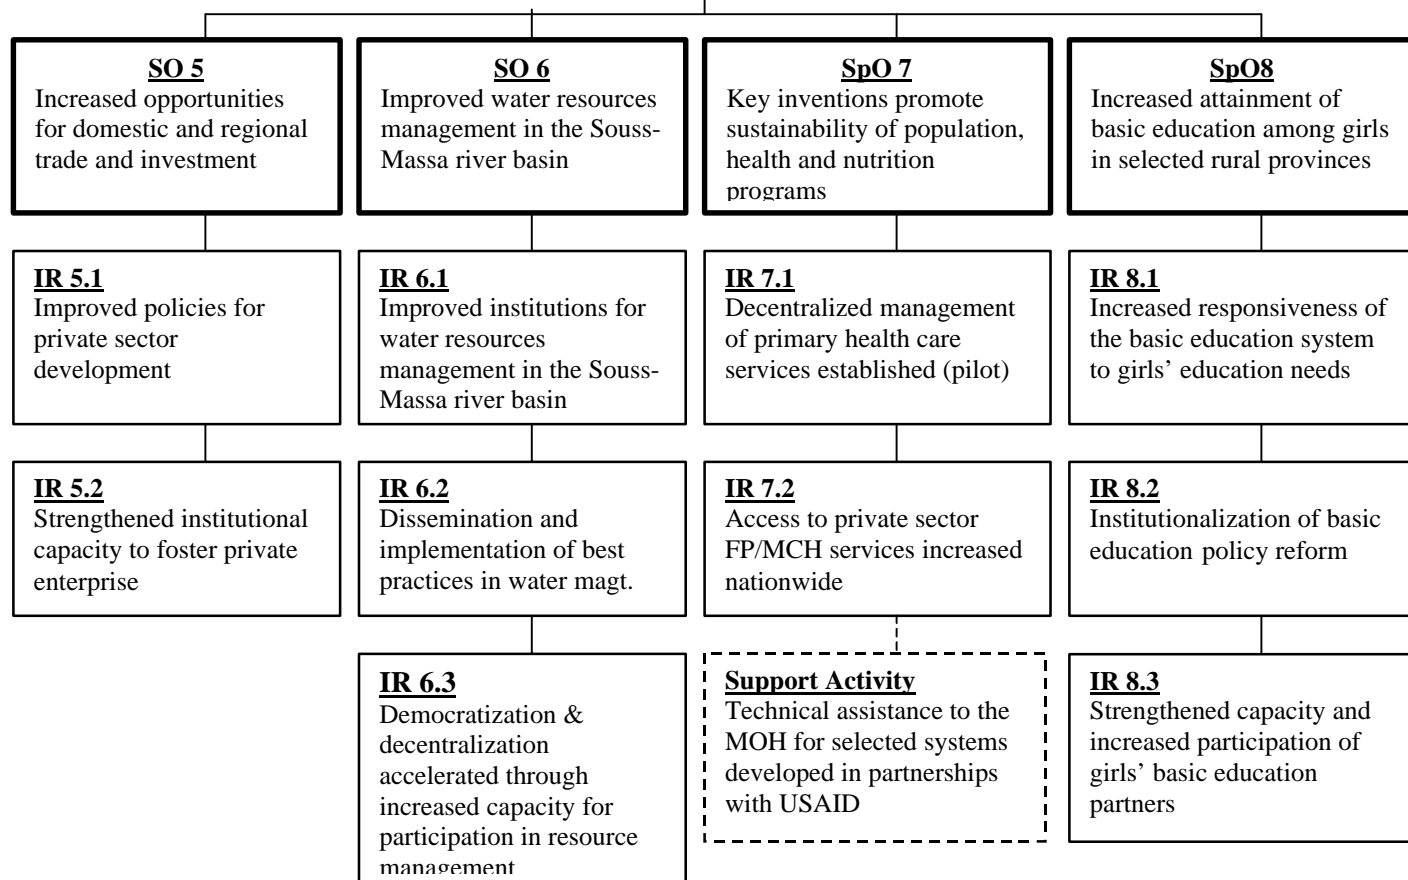 SO 5
Increased opportunities
for domestic and regional
trade and investment
SO 6
Improved water resources
management in the Souss-
Massa river basin
SpO 7
Key inventions promote
sustainability of population,
health and nutrition
programs
SpO8
Increased attainment of
basic education among girls
in selected rural provinces
IR 5.1
Improved policies for
private sector
development
IR 6.1
Improved institutions for
water resources
management in the Souss-
Massa river basin
IR 7.1
Decentralized management
of primary health care
services established (pilot)
IR 8.1
Increased responsiveness of
the basic education system
to girls’ education needs
IR 5.2
Strengthened institutional
capacity to foster private
enterprise
IR 6.2
Dissemination and
implementation of best
practices in water magt.
IR 7.2
Access to private sector
FP/MCH services increased
nationwide
IR 8.2
Institutionalization of basic
education policy reform
IR 6.3
Democratization &
decentralization
accelerated through
increased capacity for
participation in resource
management
Support Activity
Technical assistance to the
MOH for selected systems
developed in partnerships
with USAID
IR 8.3
Strengthened capacity and
increased participation of
girls’ basic education
partners